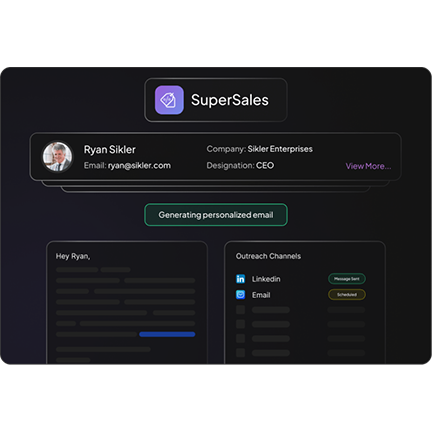 SuperSales
Ryan Sikler
Company: Sikler Enterprises
Email: ryan@sikler.com
Designation: CEO
View More...
Generating personalized email
Hey Ryan,
Outreach Channels
Linkedin
Message Sent
Email
Scheduled